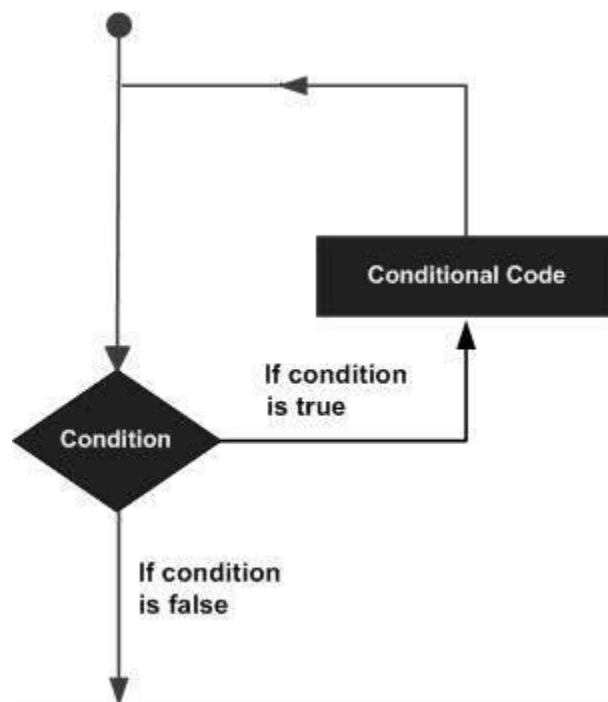 Conditional Code
If condition
is true
Condition
If condition
is false